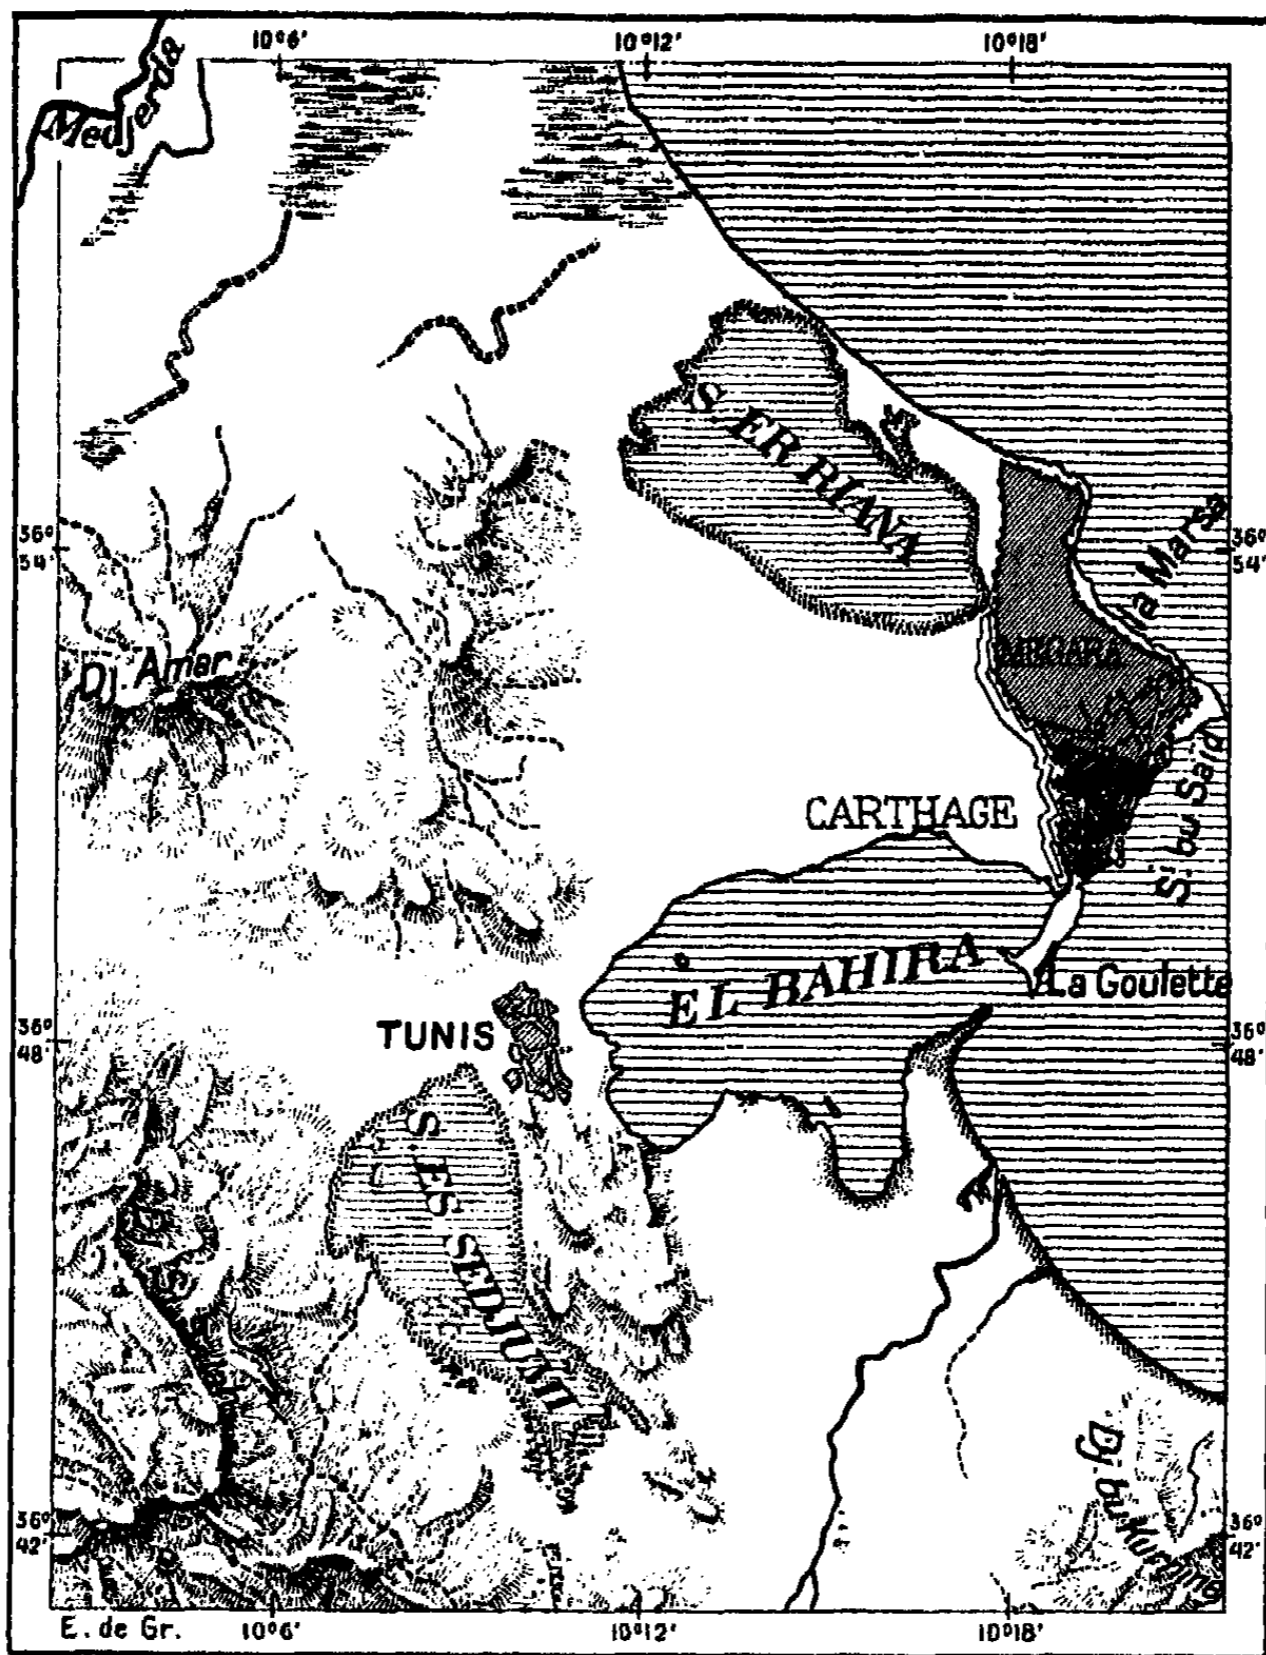 10°6' 10°12' 10°18'
Medjerda
S. ER RIANA
36° 54'
36° 54'
La Marsa
Dj. Amar
MEGARA
CARTHAGE
S. bu Said
EL BAHIRA
La Goulette
TUNIS
36° 48'
36° 48'
S. ES SEDJUMI
Dj. bu
36° 42'
36° 42'
E. de Gr.
10°6' 10°12' 10°18'